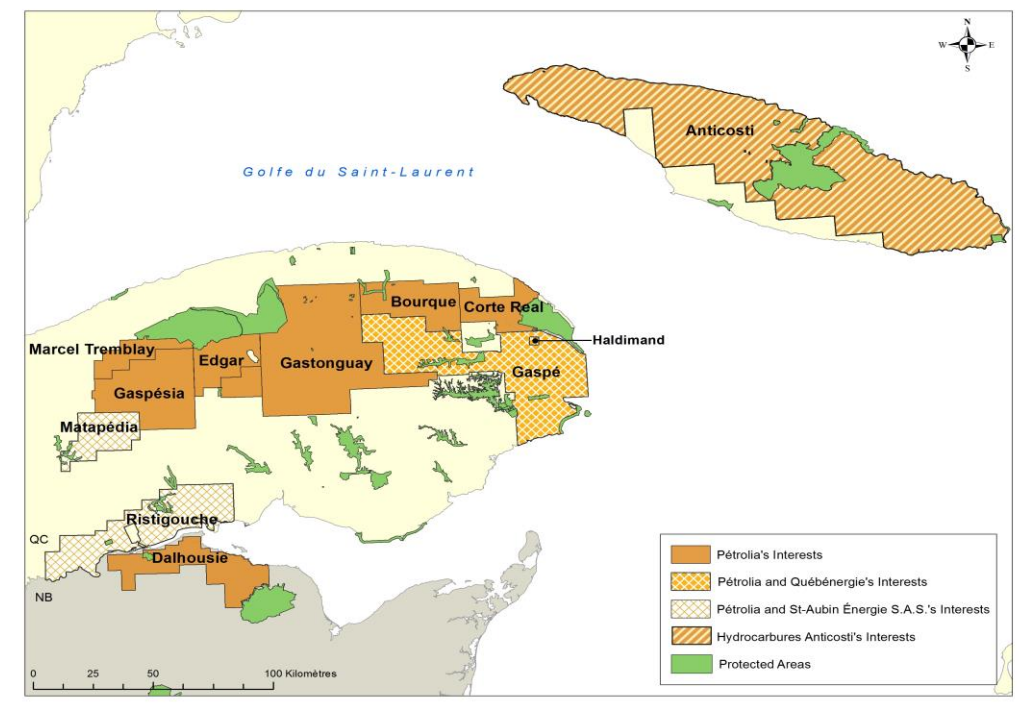 N
W E
S
Anticosti
Golfe du Saint-Laurent
Bourque
Corte Real
Haldimand
Marcel Tremblay
Edgar
Gastonguay
Gaspé
Gaspésia
Matapédia
Ristigouche
QC
Dalhousie
NB
Pétrolia's Interests
Pétrolia and Québénergie's Interests
Pétrolia and St-Aubin Énergie S.A.S.'s Interests
Hydrocarbures Anticosti's Interests
Protected Areas
0 25 50 100 Kilomètres